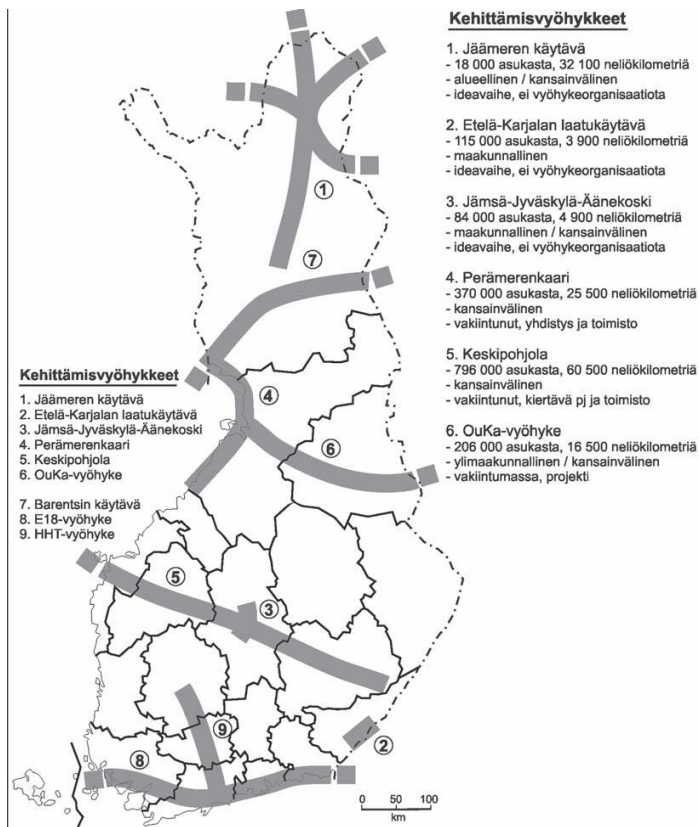 Kehittämisvyöhykkeet
1. Jäämeren käytävä
- 18 000 asukasta, 32 100 neliökilometriä
- alueellinen / kansainvälinen
- ideavaihe, ei vyöhykeorganisaatiota
2. Etelä-Karjalan laatukäytävä
- 115 000 asukasta, 3 900 neliökilometriä
- maakunnallinen
- ideavaihe, ei vyöhykeorganisaatiota
3. Jämsä-Jyväskylä-Äänekoski
- 84 000 asukasta, 4 900 neliökilometriä
- maakunnallinen / kansainvälinen
- ideavaihe, ei vyöhykeorganisaatiota
4. Perämerenkaari
- 370 000 asukasta, 25 500 neliökilometriä
- kansainvälinen
- vakiintunut, yhdistys ja toimisto
5. Keskipohjola
- 796 000 asukasta, 60 500 neliökilometriä
- kansainvälinen
- vakiintunut, kiertävä pj ja toimisto
6. OuKa-vyöhyke
- 206 000 asukasta, 16 500 neliökilometriä
- ylimaakunnallinen / kansainvälinen
- vakiintumassa, projekti
Kehittämisvyöhykkeet
1. Jäämeren käytävä
2. Etelä-Karjalan laatukäytävä
3. Jämsä-Jyväskylä-Äänekoski
4. Perämerenkaari
5. Keskipohjola
6. OuKa-vyöhyke
7. Barentsin käytävä
8. E18-vyöhyke
9. HHT-vyöhyke
1
7
4
6
5
3
9
2
8
0 50 100
km